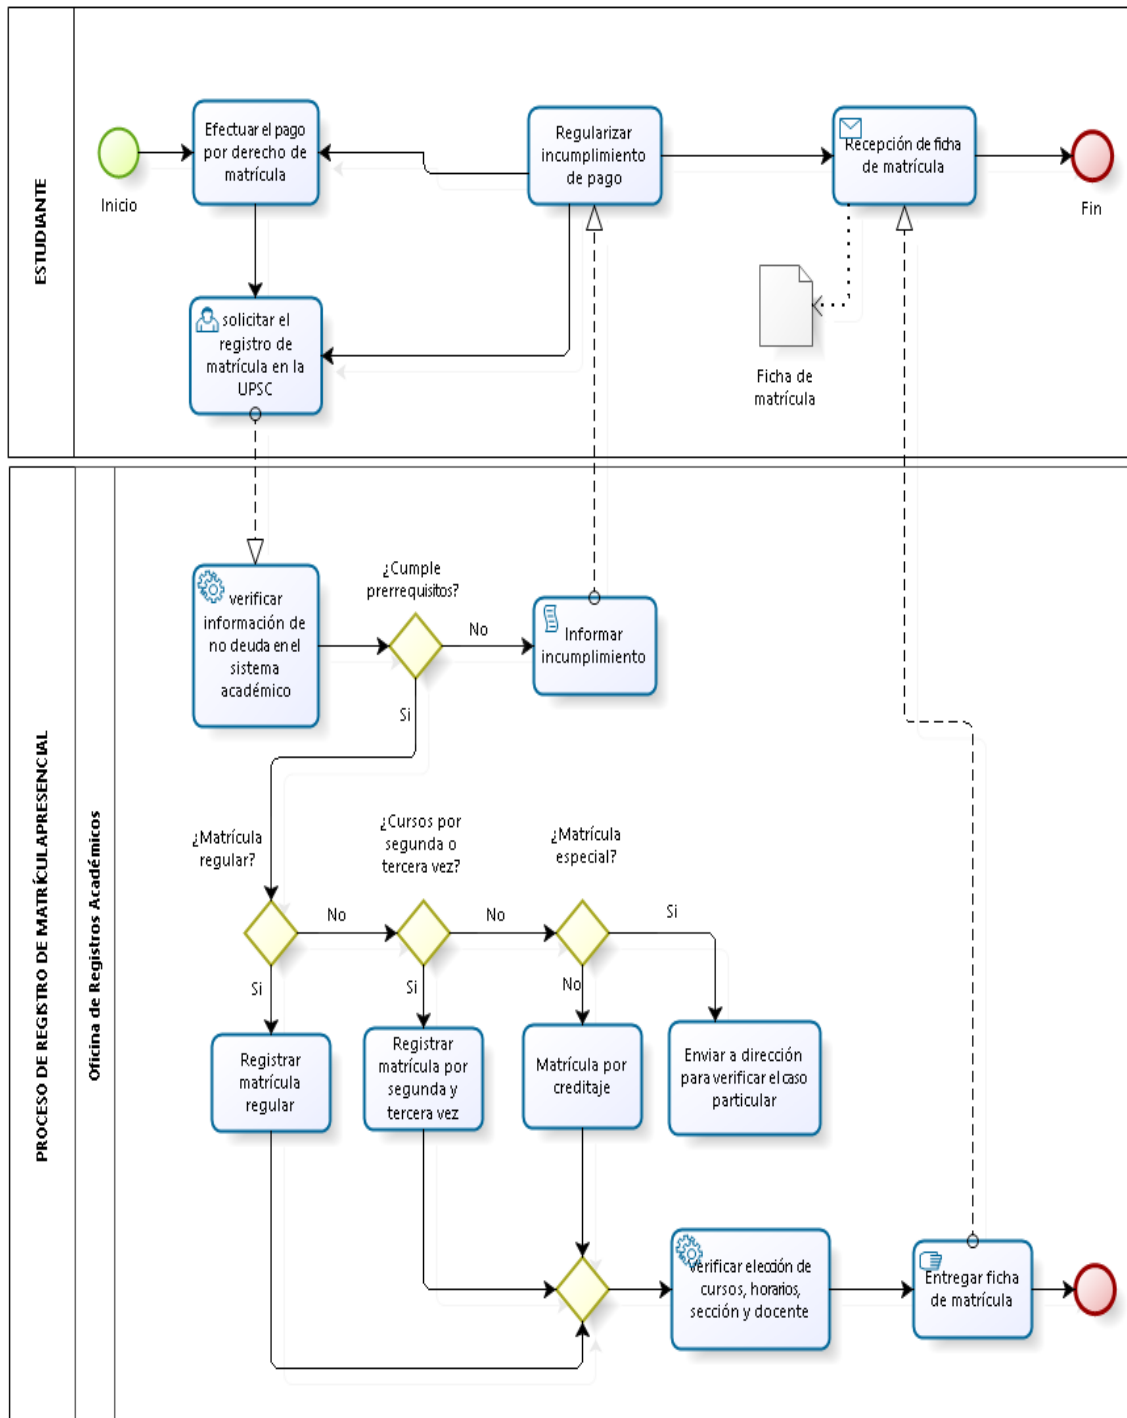 ESTUDIANTE
Inicio
Efectuar el pago
por derecho de
matrícula
Regularizar
incumplimiento
de pago
Recepción de ficha
de matrícula
Fin
solicitar el
registro de
matrícula en la
UPSC
Ficha de
matrícula
PROCESO DE REGISTRO DE MATRÍCULA PRESENCIAL
Oficina de Registros Académicos
verificar
información de
no deuda en el
sistema
académico
¿Cumple
prerrequisitos?
No
Si
Informar
incumplimiento
¿Matrícula
regular?
¿Cursos por
segunda o
tercera vez?
¿Matrícula
especial?
No
No
Si
Si
Si
No
Registrar
matrícula
regular
Registrar
matrícula por
segunda y
tercera vez
Matrícula por
creditaje
Enviar a dirección
para verificar el caso
particular
Verificar elección de
cursos, horarios,
sección y docente
Entregar ficha
de matrícula